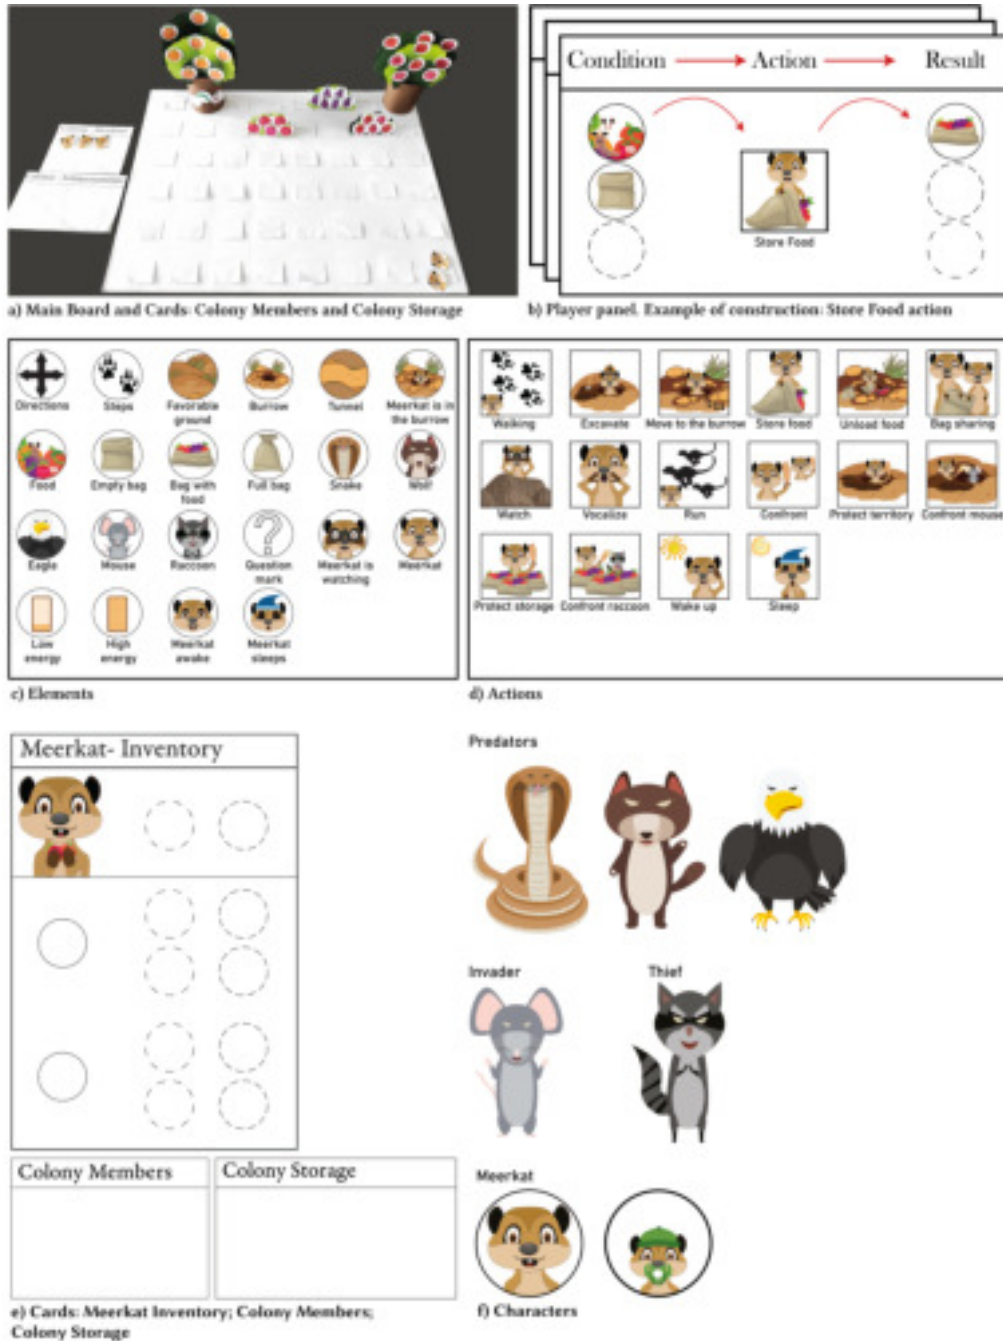 a) Main Board and Cards: Colony Members and Colony Storage
Condition Action Result
Store Food
b) Player panel. Example of construction: Store Food action
Directions Steps Favorable ground Burrow Tunnel Meerkat is in the burrow
Food Empty bag Bag with food Full bag Snake Wolf
Eagle Mouse Raccoon Question mark Meerkat is watching Meerkat
Low energy High energy Meerkat awake Meerkat sleeps
c) Elements
Walking Excavate Move to the burrow Store food Unload food Bag sharing
Watch Vocalize Run Confront Protect territory Confront mouse
Protect storage Confront raccoon Wake up Sleep
d) Actions
Meerkat- Inventory
Colony Members
Colony Storage
e) Cards: Meerkat Inventory; Colony Members;
Colony Storage
Predators
Invader
Thief
Meerkat
f) Characters